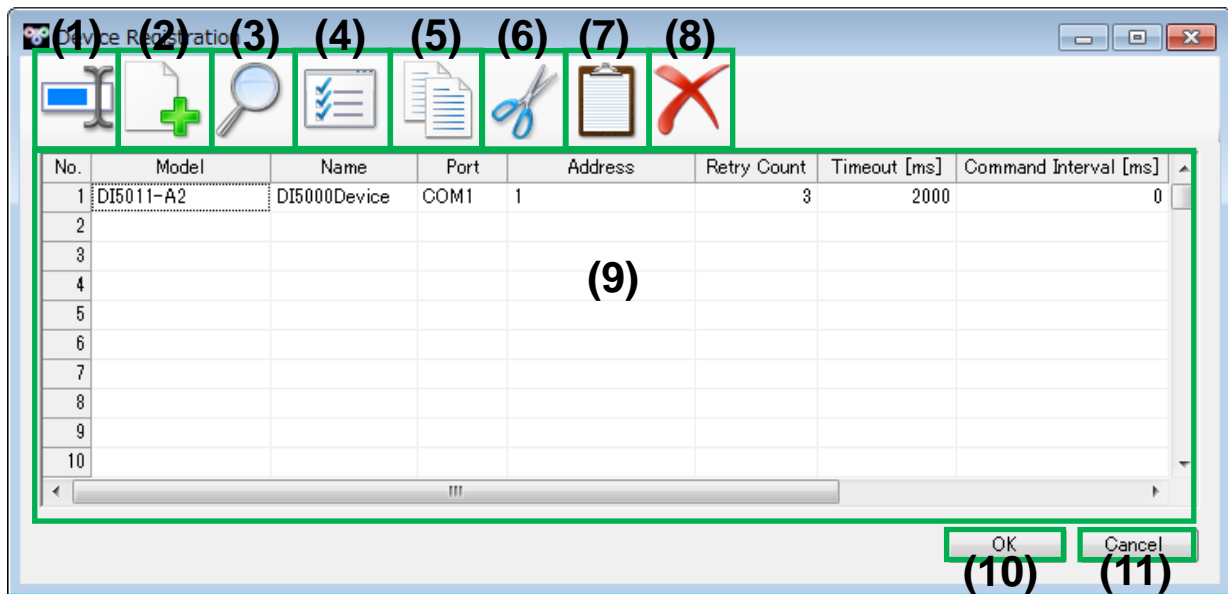 Device Registration
(1) (2) (3) (4) (5) (6) (7) (8)
No. Model Name Port Address Retry Count Timeout [ms] Command Interval [ms]
1 DI5011-A2 DI5000Device COM1 1 3 2000 0
2
3
4
5
6
7
8
9
10
(9)
OK Cancel
(10) (11)